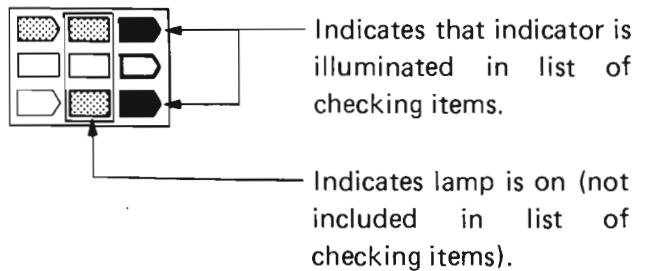 Indicates that indicator is
illuminated in list of
checking items.
Indicates lamp is on (not
included in list of
checking items).